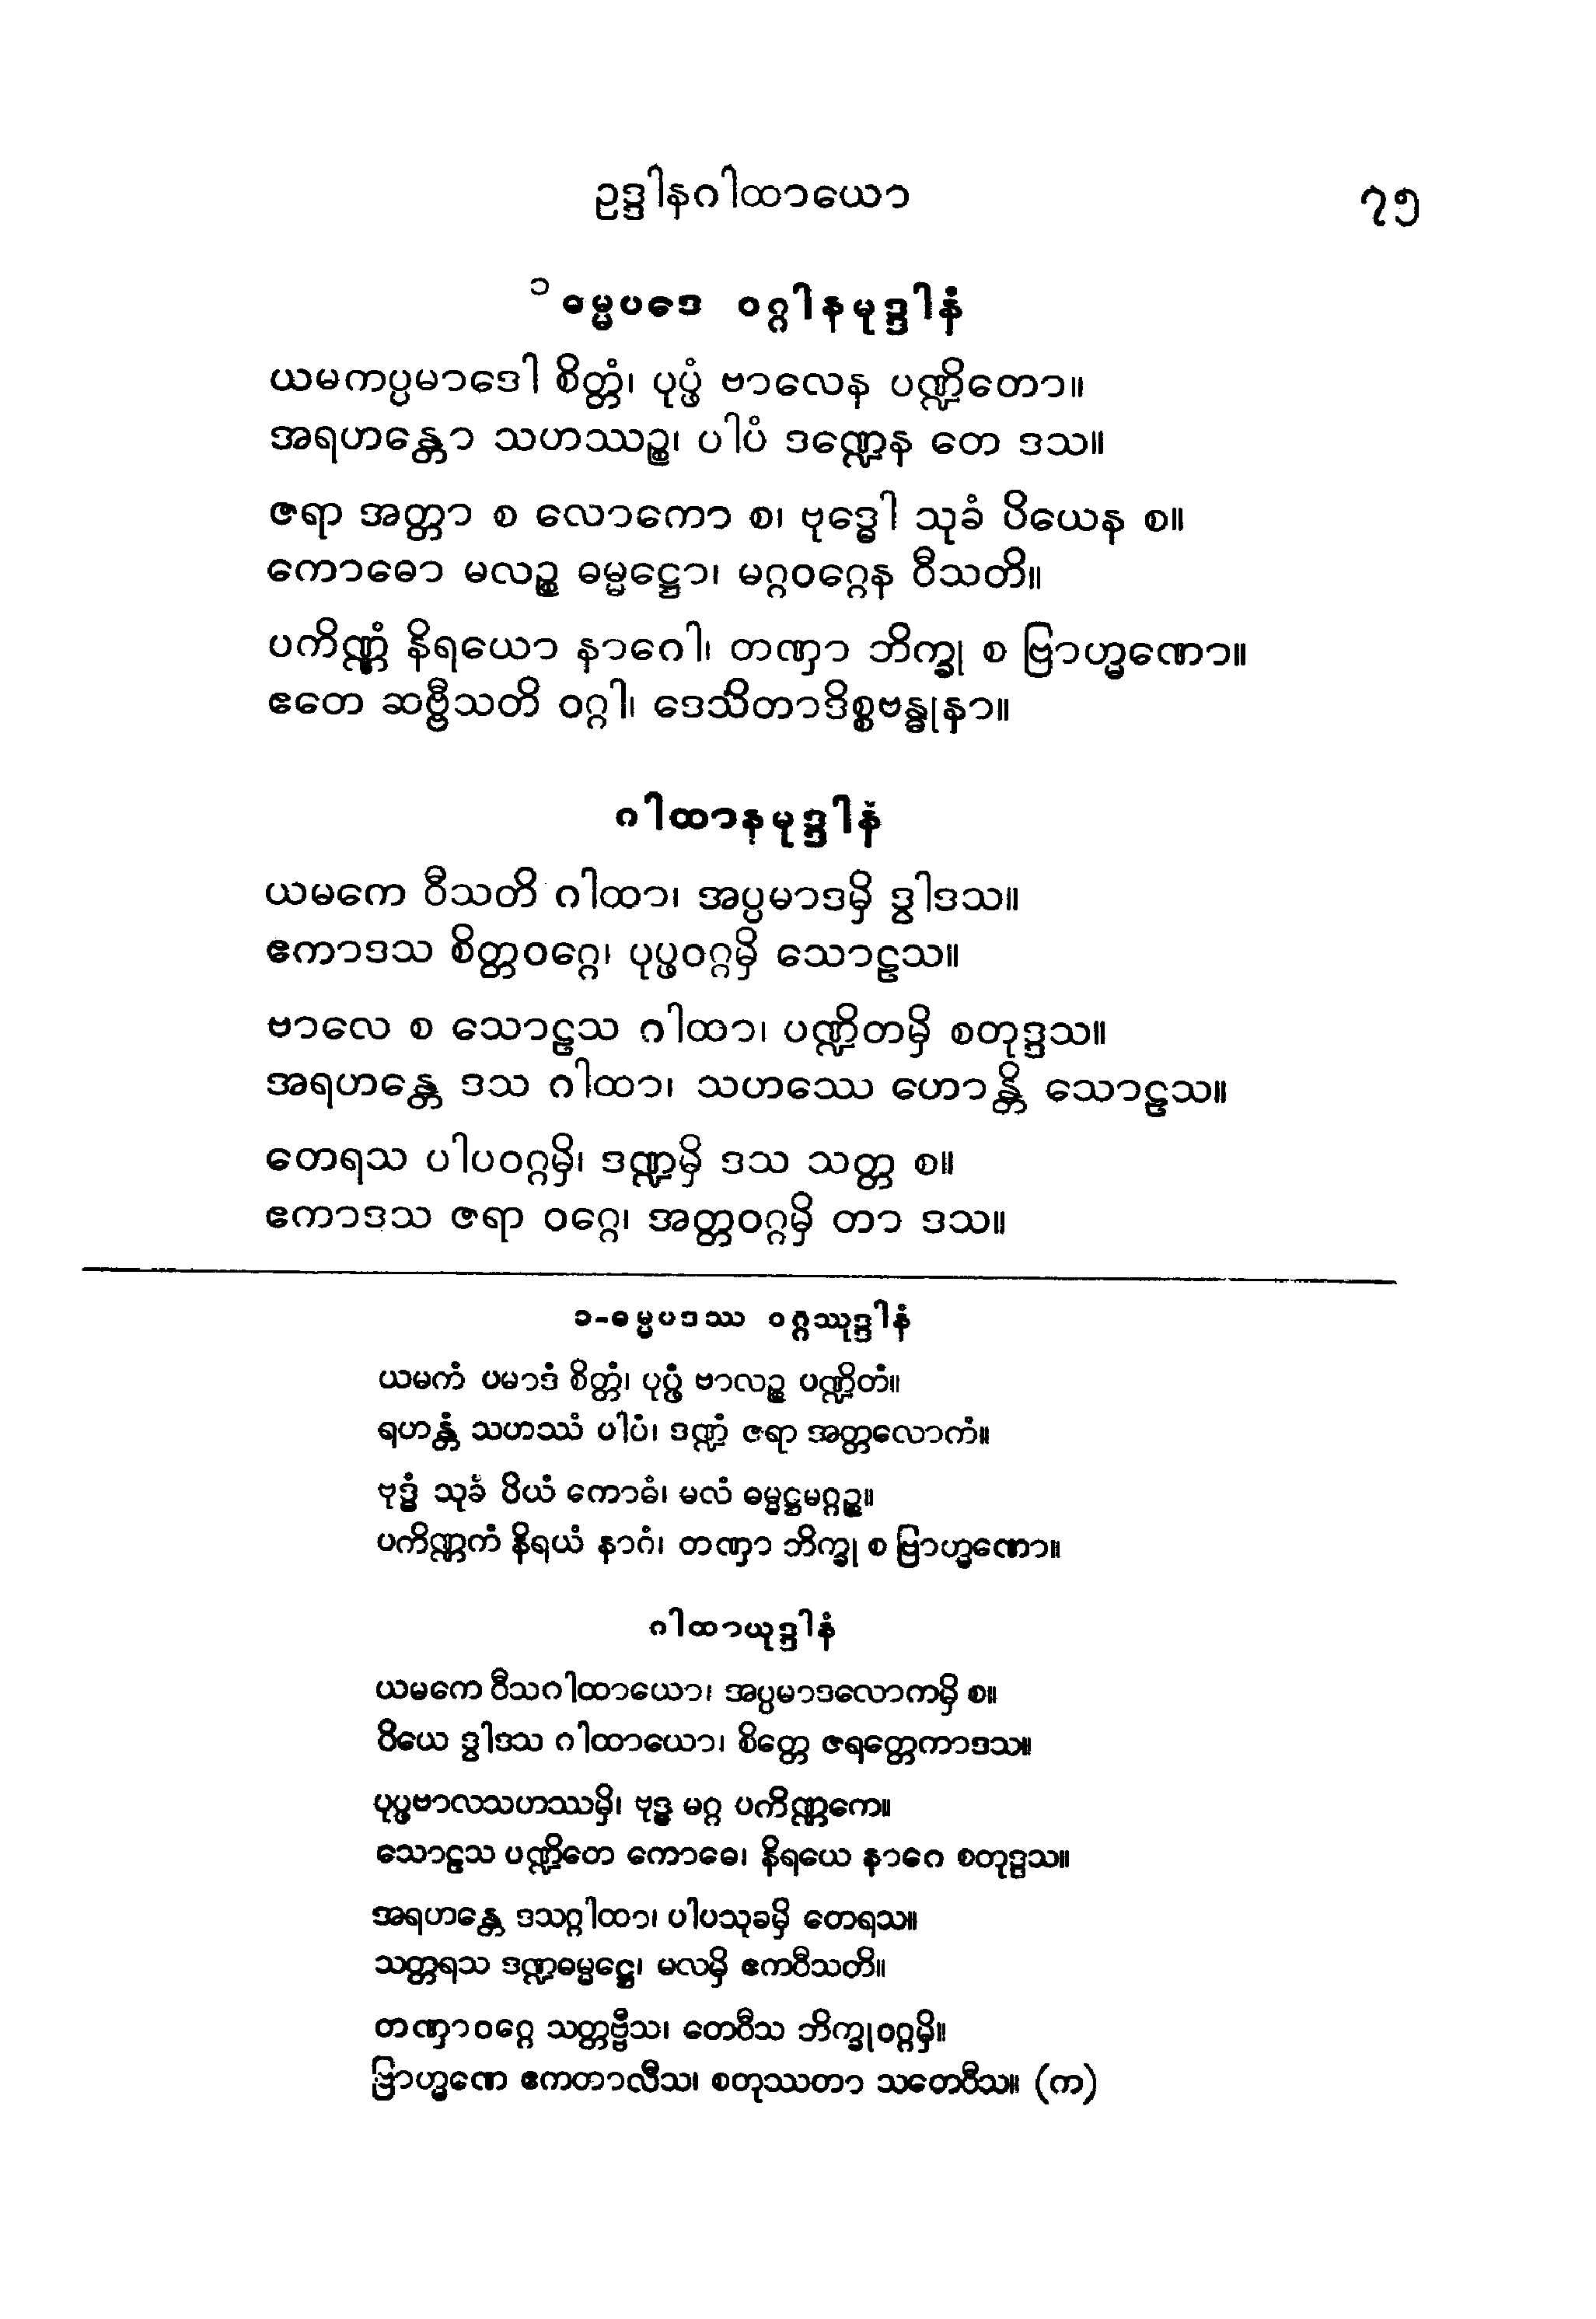 ဥဒ္ဒါနဂါထာယော ၇၅
၁ ဓမ္မပဒေ ဝဂ္ဂါနမုဒ္ဒါနံ
ယမကပ္ပမာဒေါ စိတ္တံ၊ ပုပ္ဖံ ဗာလေန ပဏ္ဍိတော။
အရဟန္တော သဟဿဉ္စ၊ ပါပံ ဒဏ္ဍေန တေ ဒသ။
ဇရာ အတ္တာ စ လောကော စ၊ ဗုဒ္ဓေါ သုခံ ပိယေန စ။
ကောဓော မလဉ္စ ဓမ္မဋ္ဌော၊ မဂ္ဂဝဂ္ဂေန ဝီသတိ။
ပကိဏ္ဏံ နိရယော နာဂေါ၊ တဏှာ ဘိက္ခု စ ဗြာဟ္မဏော။
ဧတေ ဆဗ္ဗီသတိ ဝဂ္ဂါ၊ ဒေသိတာဒိစ္စဗန္ဓုနာ။
ဂါထာနမုဒ္ဒါနံ
ယမကေ ဝီသတိ ဂါထာ၊ အပ္ပမာဒမှိ ဒွါဒသ။
ဧကာဒသ စိတ္တဝဂ္ဂေ၊ ပုပ္ဖဝဂ္ဂမှိ သောဠသ။
ဗာလေ စ သောဠသ ဂါထာ၊ ပဏ္ဍိတမှိ စတုဒ္ဒသ။
အရဟန္တေ ဒသ ဂါထာ၊ သဟဿေ ဟောန္တိ သောဠသ။
တေရသ ပါပဝဂ္ဂမှိ၊ ဒဏ္ဍမှိ ဒသ သတ္တ စ။
ဧကာဒသ ဇရာ ဝဂ္ဂေ၊ အတ္တဝဂ္ဂမှိ တာ ဒသ။
၁-ဓမ္မပဒဿ ဝဂ္ဂဿုဒ္ဒါနံ
ယမကံ ပမာဒံ စိတ္တံ၊ ပုပ္ဖံ ဗာလဉ္စ ပဏ္ဍိတံ။
ရဟန္တံ သဟဿံ ပါပံ၊ ဒဏ္ဍံ ဇရာ အတ္တလောကံ။
ဗုဒ္ဓံ သုခံ ပိယံ ကောဓံ၊ မလံ ဓမ္မဋ္ဌမဂ္ဂဉ္စ။
ပကိဏ္ဏကံ နိရယံ နာဂံ၊ တဏှာ ဘိက္ခု စ ဗြာဟ္မဏော။
ဂါထာယုဒ္ဒါနံ
ယမကေ ဝီသဂါထာယော၊ အပ္ပမာဒလောကမှိ စ။
ပိယေ ဒွါဒသ ဂါထာယော၊ စိတ္တေ ဇရတ္တေကာဒသ။
ပုပ္ဖဗာလသဟဿမှိ၊ ဗုဒ္ဓ မဂ္ဂ ပကိဏ္ဏကေ။
သောဠသ ပဏ္ဍိတေ ကောဓေ၊ နိရယေ နာဂေ စတုဒ္ဒသ။
အရဟန္တေ ဒသဂ္ဂါထာ၊ ပါပသုခမှိ တေရသ။
သတ္တရသ ဒဏ္ဍဓမ္မဋ္ဌေ၊ မလမှိ ဧကဝီသတိ။
တဏှာဝဂ္ဂေ သတ္တဗ္ဗီသ၊ တေဝီသ ဘိက္ခုဝဂ္ဂမှိ။
ဗြာဟ္မဏေ ဧကတာလီသ၊ စတုဿတာ သတေဝီသ။ (က)